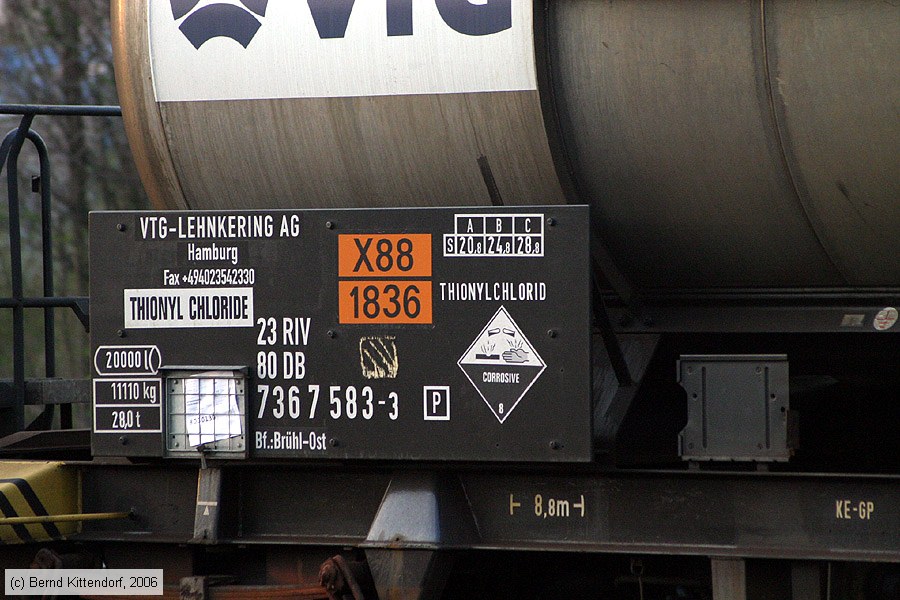 VTG
VTG-LEHNKERING AG
Hamburg
Fax +494023542330
THIONYL CHLORIDE
X88
1836
A B C
S 20,8 24,8 28,8
THIONYLCHLORID
23 RIV
80 DB
736 7 583-3
P
Bf.:Brühl-Ost
20000 l
11110 kg
28,0 t
CORROSIVE
8
8,8m
KE-GP
(c) Bernd Kittendorf, 2006